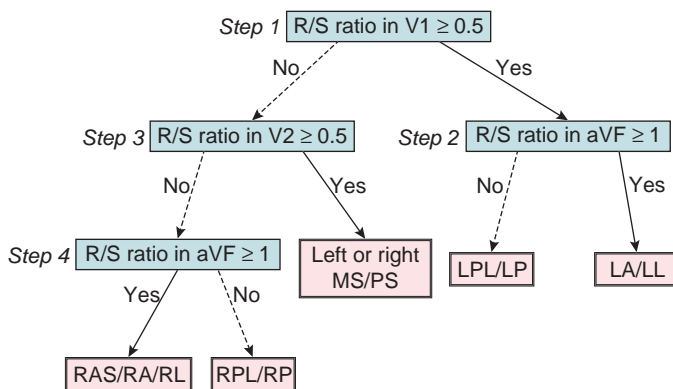 Step 1 R/S ratio in V1 ≥ 0.5
No Yes
Step 3 R/S ratio in V2 ≥ 0.5 Step 2 R/S ratio in aVF ≥ 1
No Yes No Yes
Step 4 R/S ratio in aVF ≥ 1
Left or right
MS/PS
LPL/LP LA/LL
Yes No
RAS/RA/RL RPL/RP